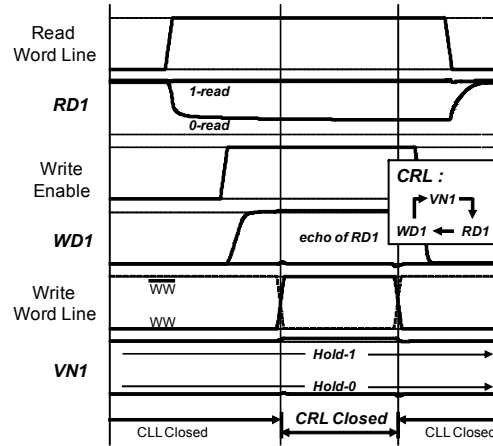 Read
Word Line
1-read
RD1
0-read
Write
Enable
CRL :
VN1
WD1 RD1
WD1
echo of RD1
Write
Word Line
WW
WW
VN1
Hold-1
Hold-0
CRL Closed
CLL Closed
CLL Closed